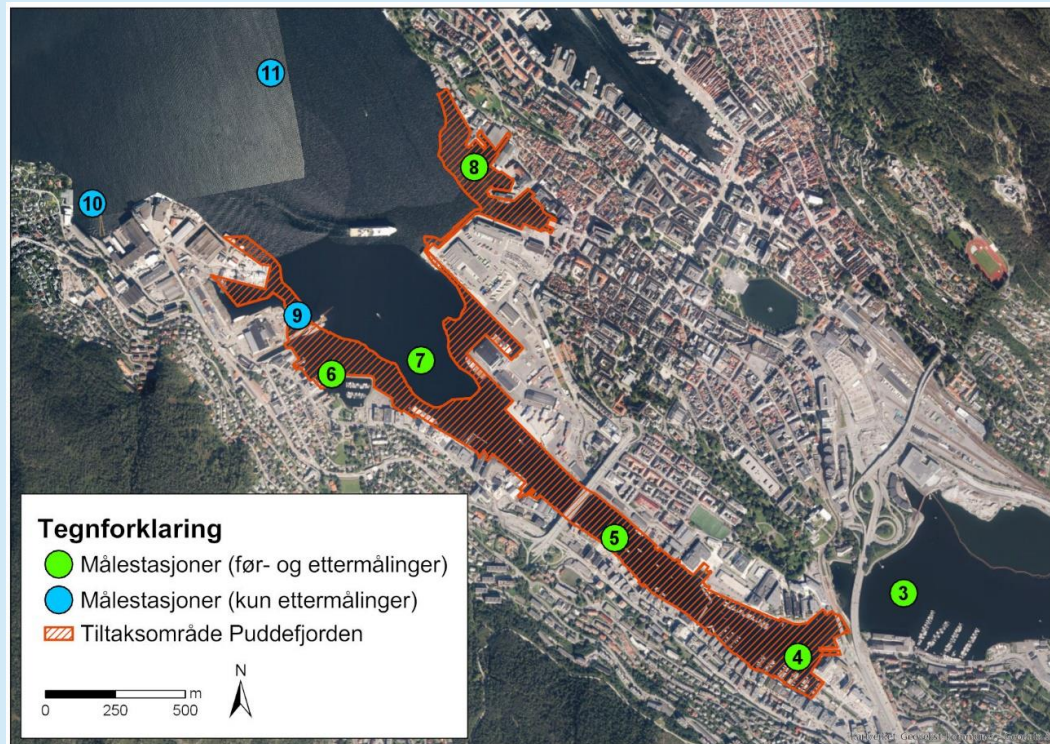 11
8
10
9
7
6
5
3
4
Tegnforklaring
Målestasjoner (før- og ettermålinger)
Målestasjoner (kun ettermålinger)
Tiltaksområde Puddefjorden
N
m
0 250 500